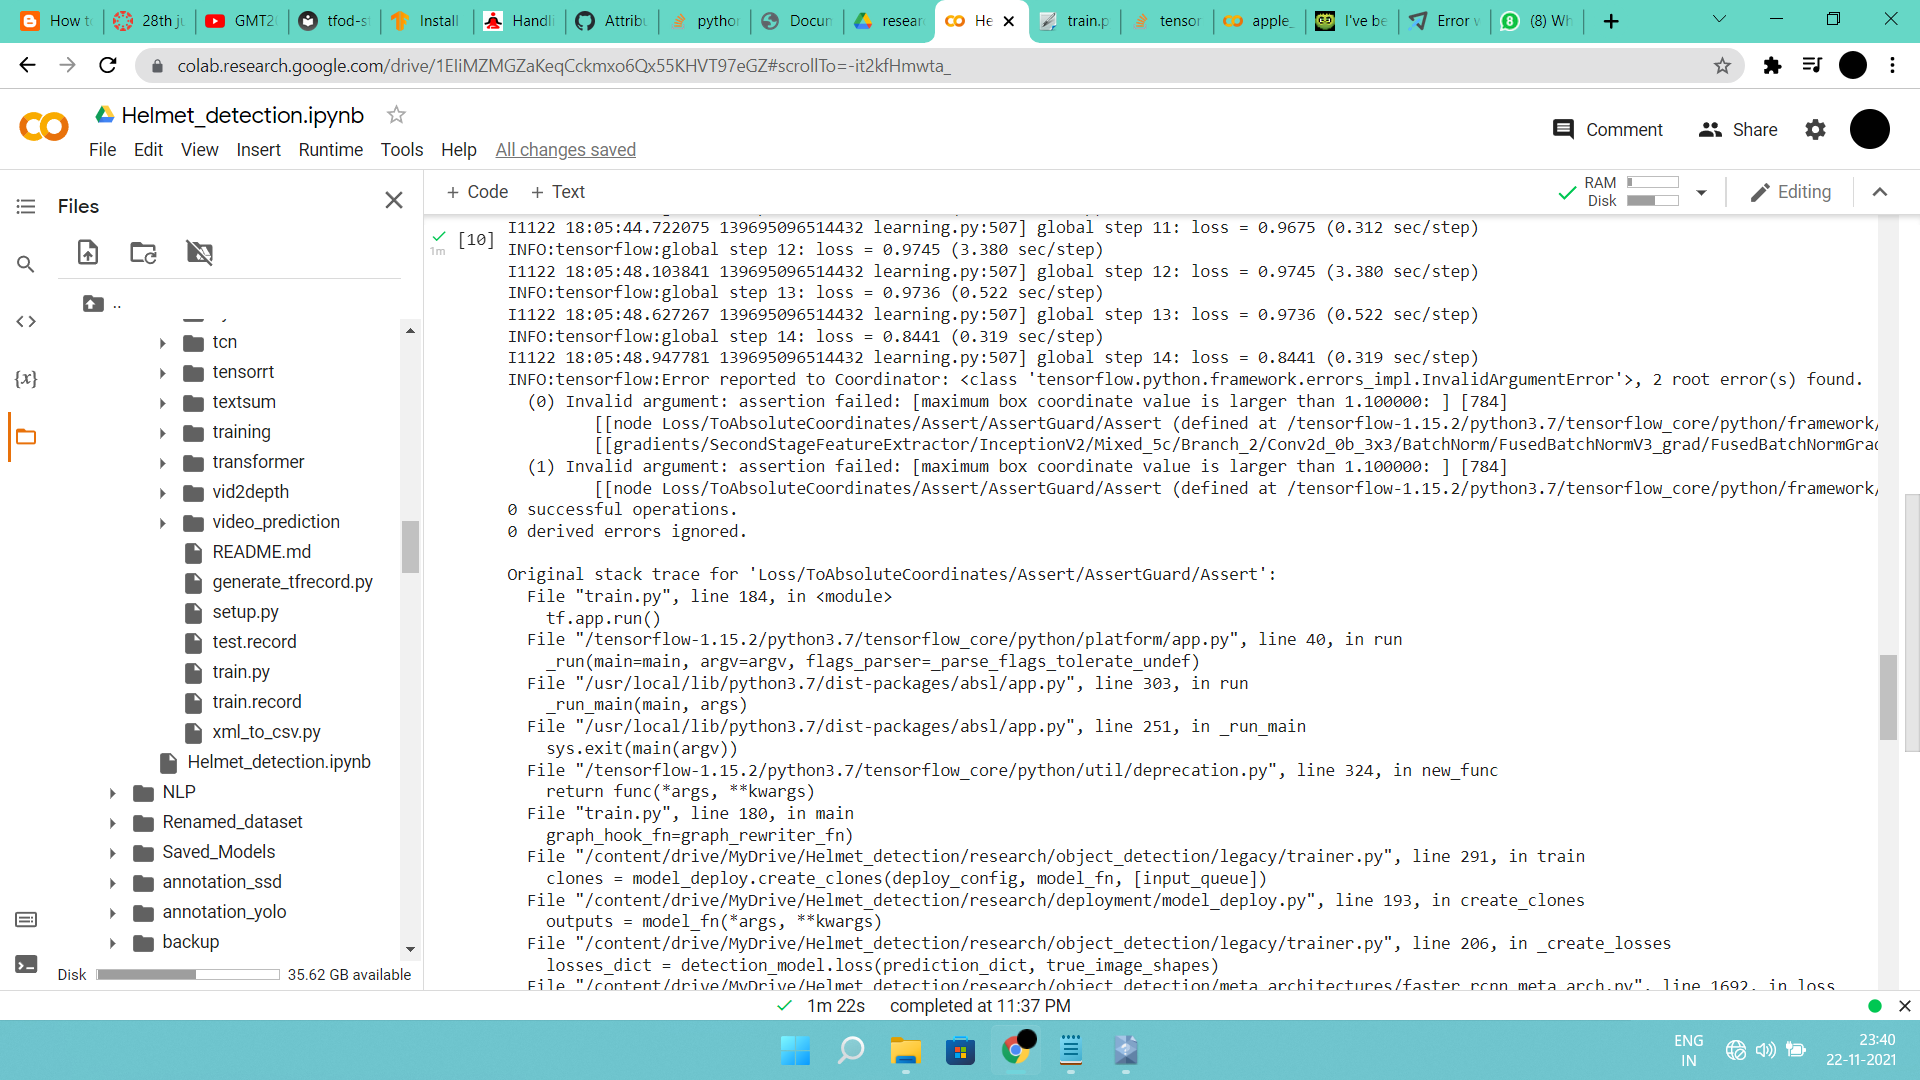 How to
28th ju
GMT20
tfod-st
Install
Handli
Attribu
python
Docun
resear
He
train.p
tensor
apple_
I've be
Error w
(8) Wh
colab.research.google.com/drive/1EIiMZMGZaKeqCckmxo6Qx55KHVT97eGZ#scrollTo=-it2kfHmwta_
Helmet_detection.ipynb
Comment
Share
File Edit View Insert Runtime Tools Help All changes saved
Files
+ Code + Text
RAM
Disk
Editing
..
tcn
tensorrt
textsum
training
transformer
vid2depth
video_prediction
README.md
generate_tfrecord.py
setup.py
test.record
train.py
train.record
xml_to_csv.py
Helmet_detection.ipynb
NLP
Renamed_dataset
Saved_Models
annotation_ssd
annotation_yolo
backup
Disk 35.62 GB available
1m
[10]
I1122 18:05:44.722075 139695096514432 learning.py:507] global step 11: loss = 0.9675 (0.312 sec/step)
INFO:tensorflow:global step 12: loss = 0.9745 (3.380 sec/step)
I1122 18:05:48.103841 139695096514432 learning.py:507] global step 12: loss = 0.9745 (3.380 sec/step)
INFO:tensorflow:global step 13: loss = 0.9736 (0.522 sec/step)
I1122 18:05:48.627267 139695096514432 learning.py:507] global step 13: loss = 0.9736 (0.522 sec/step)
INFO:tensorflow:global step 14: loss = 0.8441 (0.319 sec/step)
I1122 18:05:48.947781 139695096514432 learning.py:507] global step 14: loss = 0.8441 (0.319 sec/step)
INFO:tensorflow:Error reported to Coordinator: <class 'tensorflow.python.framework.errors_impl.InvalidArgumentError'>, 2 root error(s) found.
(0) Invalid argument: assertion failed: [maximum box coordinate value is larger than 1.100000: ] [784]
[[node Loss/ToAbsoluteCoordinates/Assert/AssertGuard/Assert (defined at /tensorflow-1.15.2/python3.7/tensorflow_core/python/framework/
[[gradients/SecondStageFeatureExtractor/InceptionV2/Mixed_5c/Branch_2/Conv2d_0b_3x3/BatchNorm/FusedBatchNormV3_grad/FusedBatchNormGrad
(1) Invalid argument: assertion failed: [maximum box coordinate value is larger than 1.100000: ] [784]
[[node Loss/ToAbsoluteCoordinates/Assert/AssertGuard/Assert (defined at /tensorflow-1.15.2/python3.7/tensorflow_core/python/framework/
0 successful operations.
0 derived errors ignored.
Original stack trace for 'Loss/ToAbsoluteCoordinates/Assert/AssertGuard/Assert':
File "train.py", line 184, in <module>
tf.app.run()
File "/tensorflow-1.15.2/python3.7/tensorflow_core/python/platform/app.py", line 40, in run
_run(main=main, argv=argv, flags_parser=_parse_flags_tolerate_undef)
File "/usr/local/lib/python3.7/dist-packages/absl/app.py", line 303, in run
_run_main(main, args)
File "/usr/local/lib/python3.7/dist-packages/absl/app.py", line 251, in _run_main
sys.exit(main(argv))
File "/tensorflow-1.15.2/python3.7/tensorflow_core/python/util/deprecation.py", line 324, in new_func
return func(*args, **kwargs)
File "train.py", line 180, in main
graph_hook_fn=graph_rewriter_fn)
File "/content/drive/MyDrive/Helmet_detection/research/object_detection/legacy/trainer.py", line 291, in train
clones = model_deploy.create_clones(deploy_config, model_fn, [input_queue])
File "/content/drive/MyDrive/Helmet_detection/research/deployment/model_deploy.py", line 193, in create_clones
outputs = model_fn(*args, **kwargs)
File "/content/drive/MyDrive/Helmet_detection/research/object_detection/legacy/trainer.py", line 206, in _create_losses
losses_dict = detection_model.loss(prediction_dict, true_image_shapes)
File "/content/drive/MyDrive/Helmet_detection/research/object_detection/meta_architectures/faster_rcnn_meta_arch.py", line 1692, in loss
1m 22s completed at 11:37 PM
ENG
IN
23:40
22-11-2021